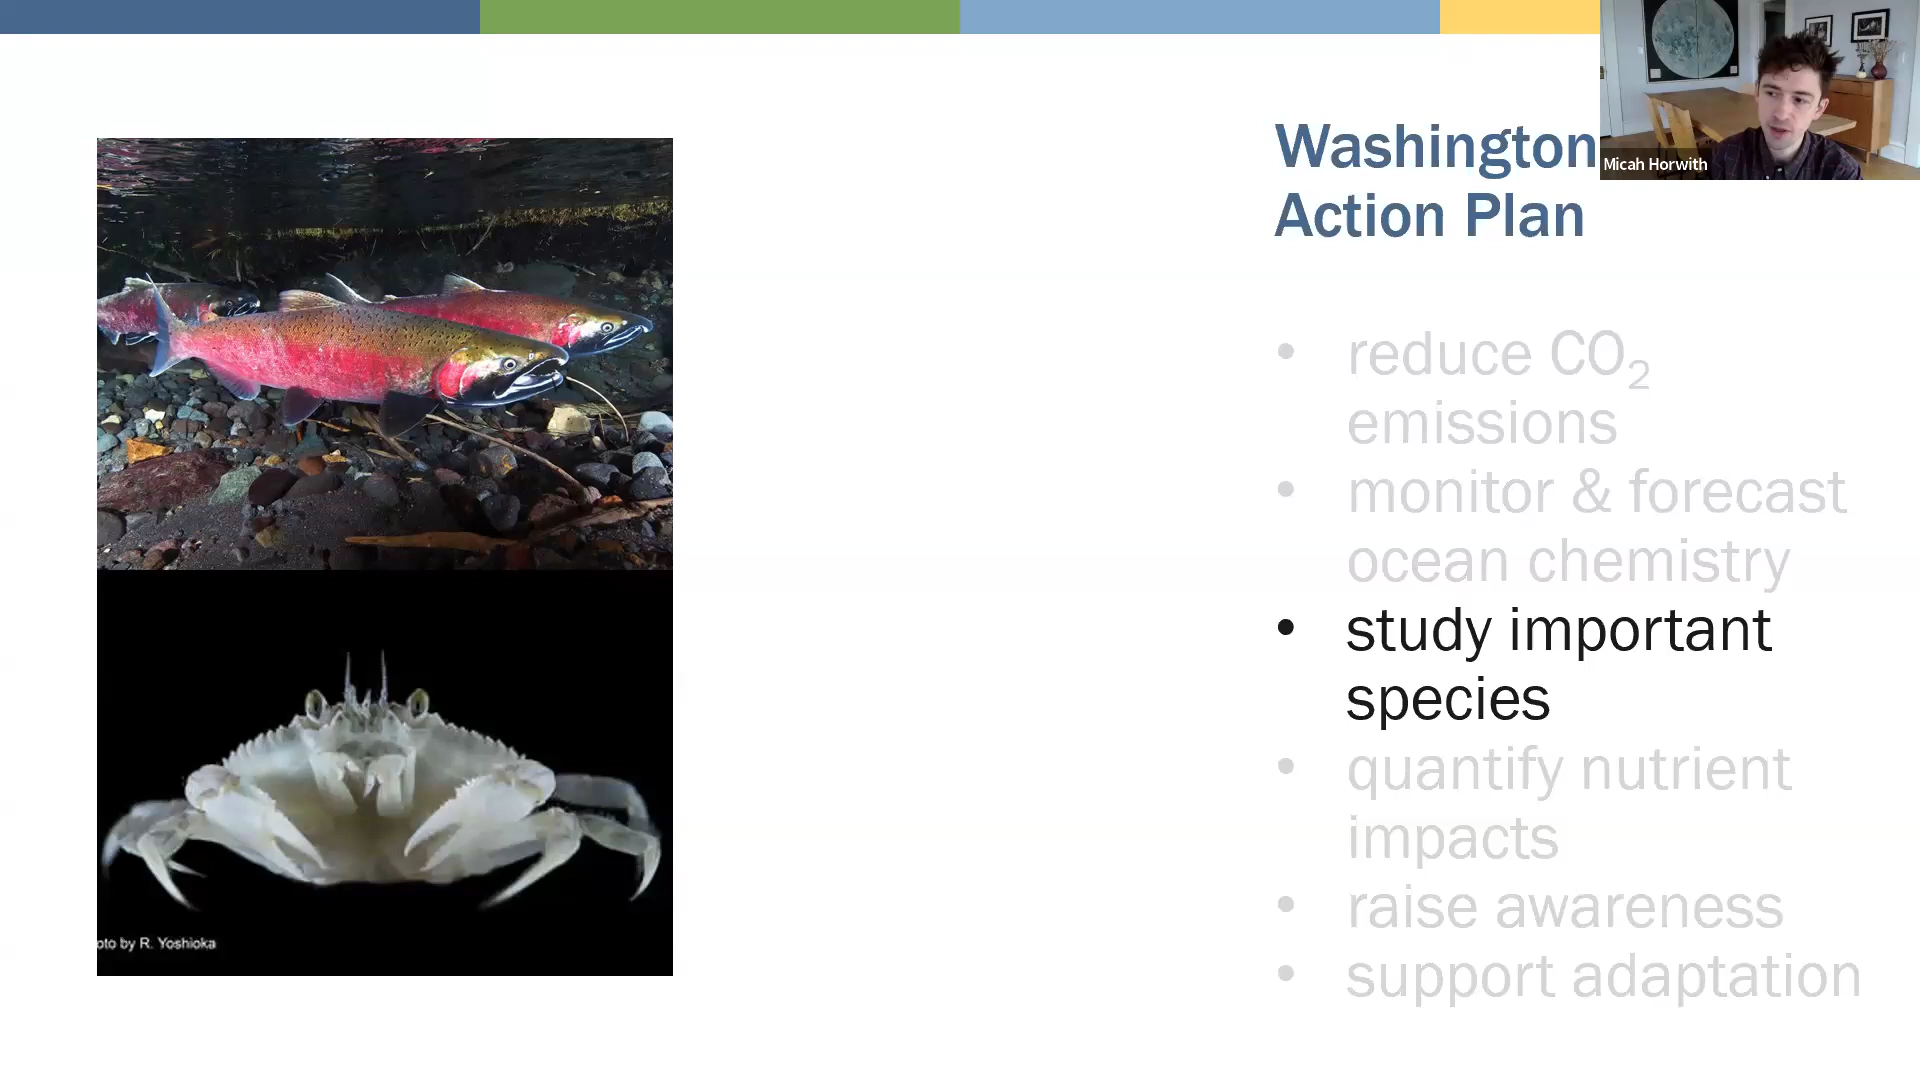 Washington
Action Plan
Micah Horwith
• reduce CO₂
emissions
• monitor & forecast
ocean chemistry
• study important
species
• quantify nutrient
impacts
• raise awareness
• support adaptation
oto by R. Yoshioka